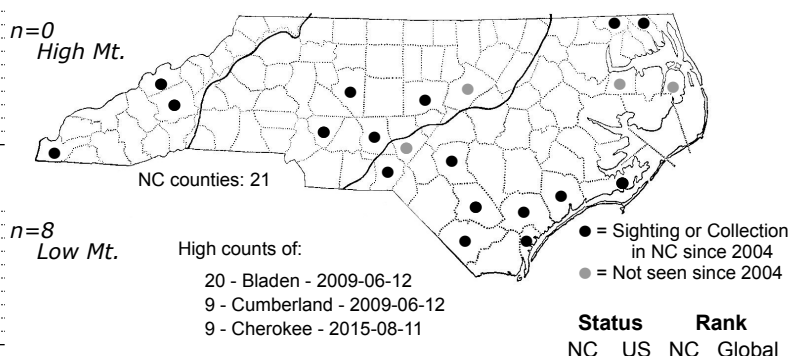 n=0
High Mt.
NC counties: 21
n=8
Low Mt.
High counts of:
20 - Bladen - 2009-06-12
9 - Cumberland - 2009-06-12
9 - Cherokee - 2015-08-11
= Sighting or Collection
in NC since 2004
= Not seen since 2004
Status Rank
NC US NC Global